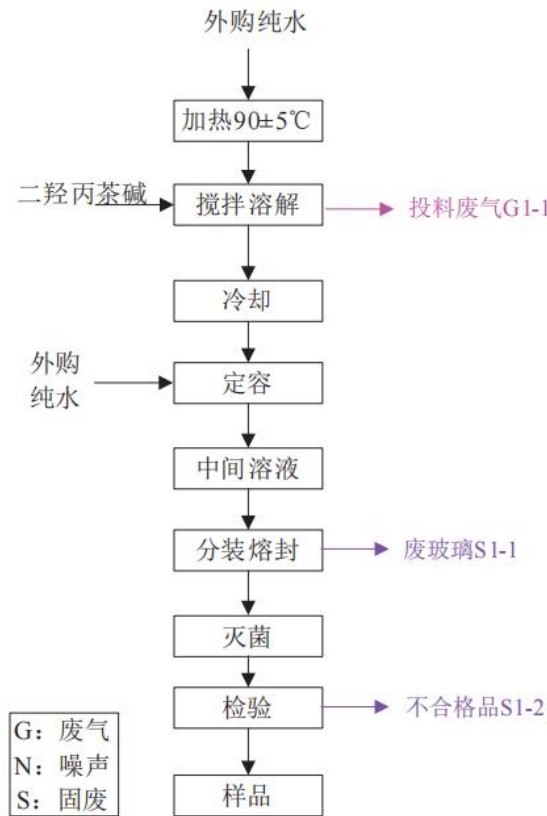 外购纯水
加热90±5℃
二羟丙茶碱
搅拌溶解
投料废气G1-1
冷却
外购
纯水
定容
中间溶液
分装熔封
废玻璃S1-1
灭菌
检验
不合格品S1-2
样品
G：废气
N：噪声
S：固废